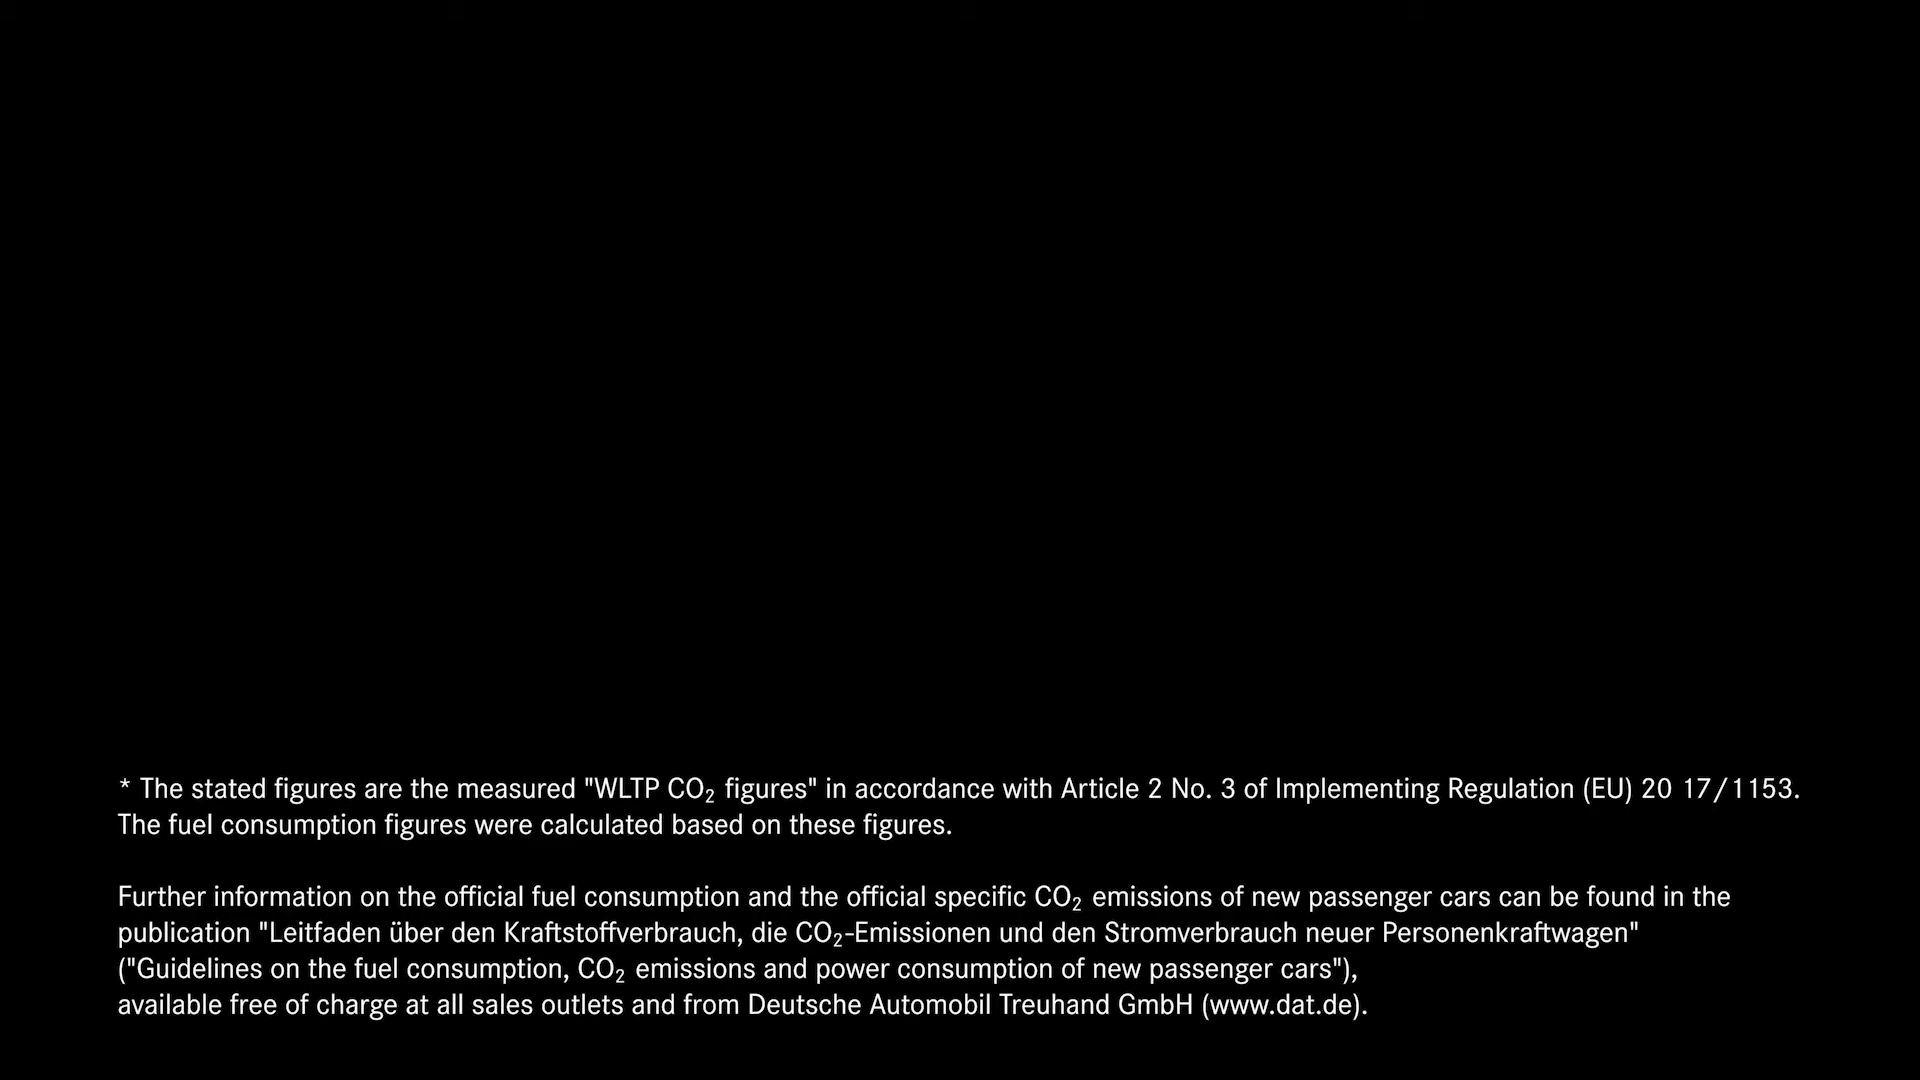 * The stated figures are the measured "WLTP CO₂ figures" in accordance with Article 2 No. 3 of Implementing Regulation (EU) 20 17/1153.
The fuel consumption figures were calculated based on these figures.
Further information on the official fuel consumption and the official specific CO₂ emissions of new passenger cars can be found in the
publication "Leitfaden über den Kraftstoffverbrauch, die CO₂-Emissionen und den Stromverbrauch neuer Personenkraftwagen"
("Guidelines on the fuel consumption, CO₂ emissions and power consumption of new passenger cars"),
available free of charge at all sales outlets and from Deutsche Automobil Treuhand GmbH (www.dat.de).